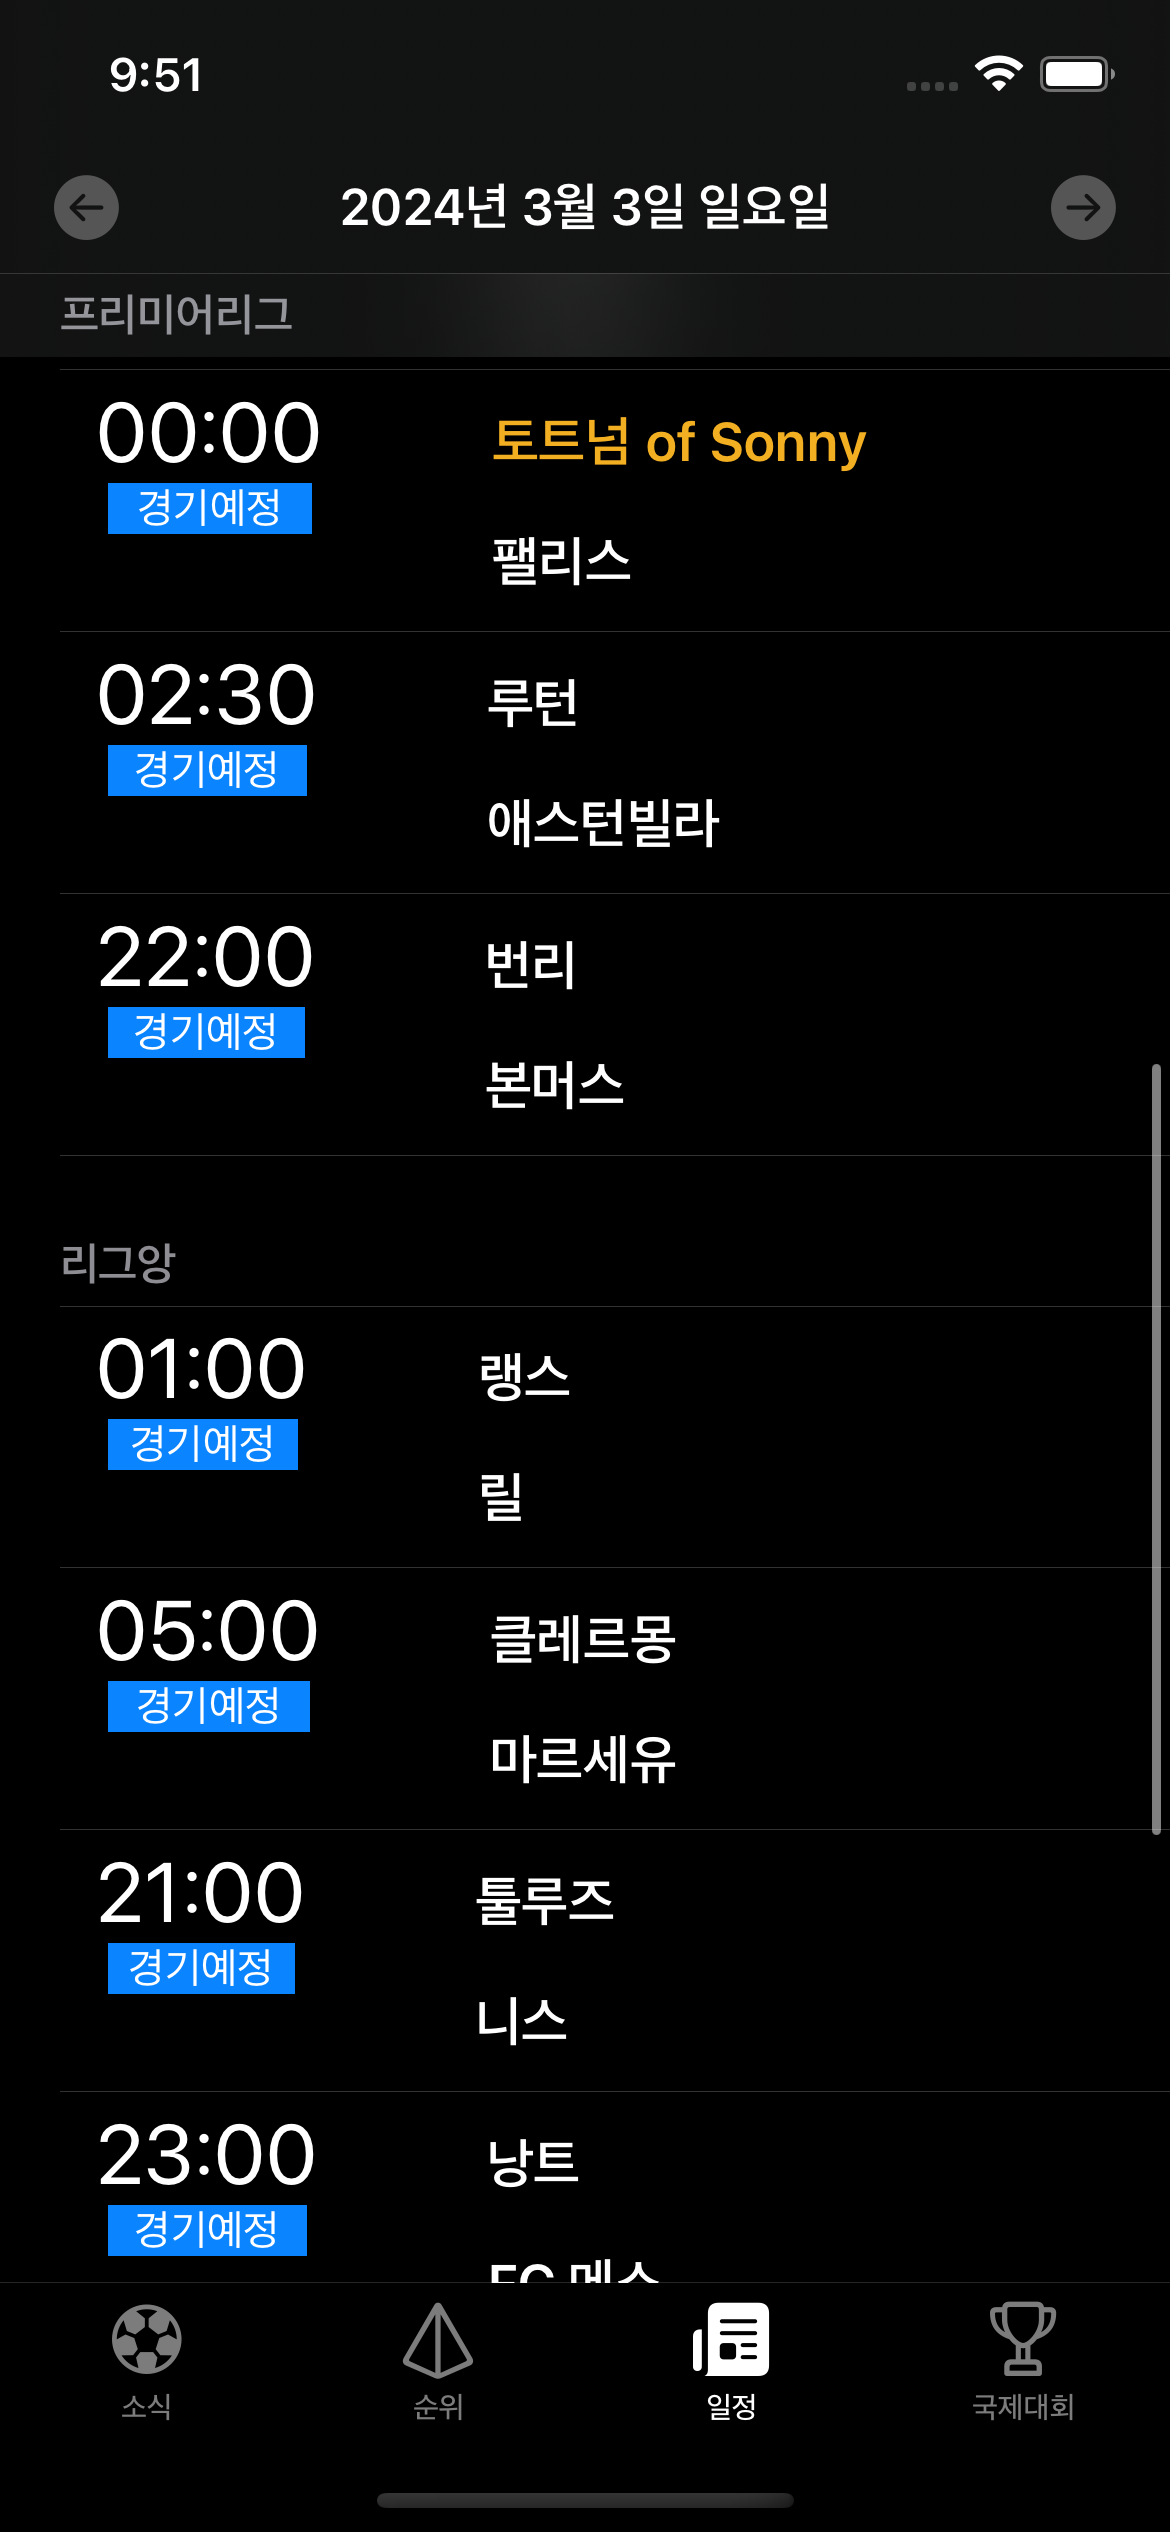 9:51
2024년 3월 3일 일요일
프리미어리그
00:00
경기예정
토트넘 of Sonny
팰리스
02:30
경기예정
루턴
애스턴빌라
22:00
경기예정
번리
본머스
리그앙
01:00
경기예정
랭스
릴
05:00
경기예정
클레르몽
마르세유
21:00
경기예정
툴루즈
니스
23:00
경기예정
낭트
FC 메스
소식
순위
일정
국제대회